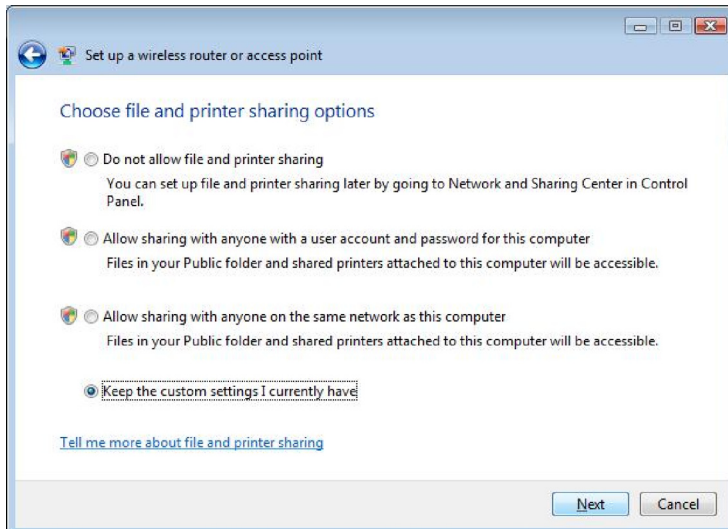 Set up a wireless router or access point
Choose file and printer sharing options
Do not allow file and printer sharing
You can set up file and printer sharing later by going to Network and Sharing Center in Control
Panel.
Allow sharing with anyone with a user account and password for this computer
Files in your Public folder and shared printers attached to this computer will be accessible.
Allow sharing with anyone on the same network as this computer
Files in your Public folder and shared printers attached to this computer will be accessible.
Keep the custom settings I currently have
Tell me more about file and printer sharing
Next Cancel